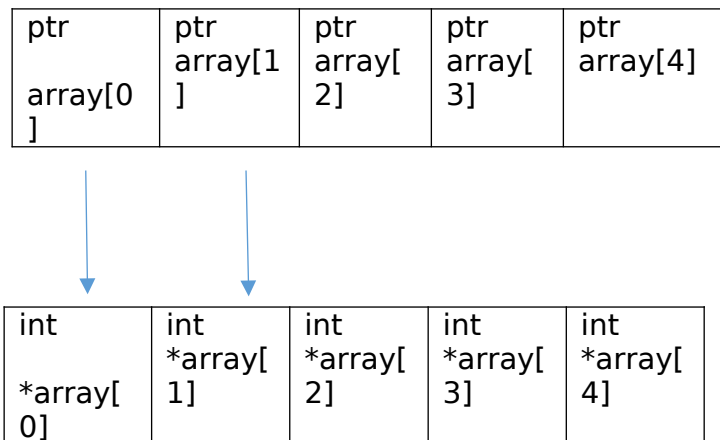 ptr
array[0
]
ptr
array[1
]
ptr
array[
2]
ptr
array[
3]
ptr
array[4]
int
*array[
0]
int
*array[
1]
int
*array[
2]
int
*array[
3]
int
*array[
4]